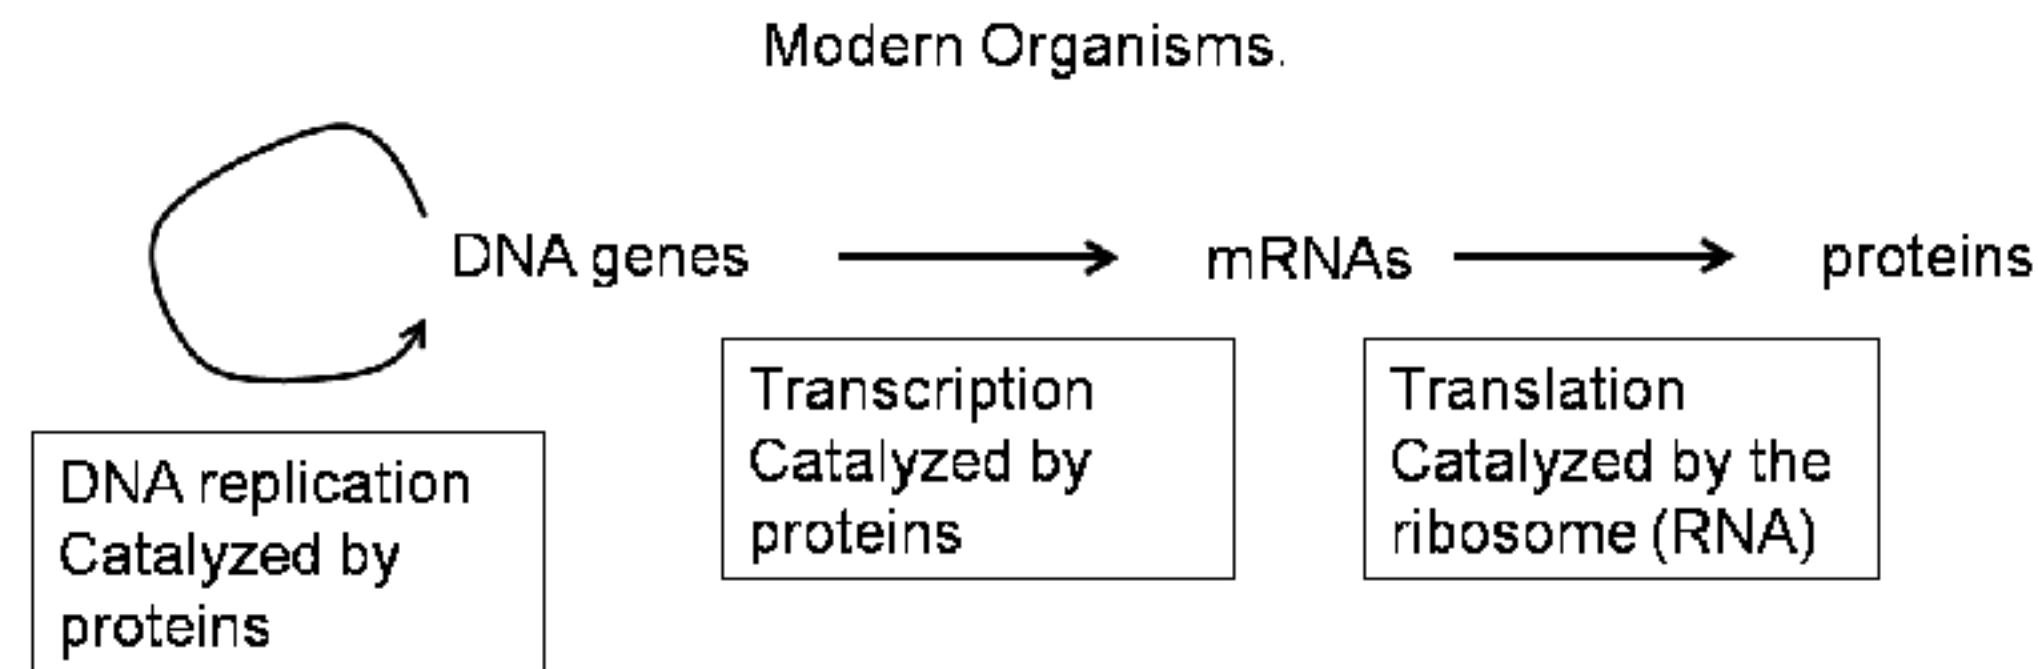 Modern Organisms.
DNA genes
mRNAs
proteins
DNA replication
Catalyzed by
proteins
Transcription
Catalyzed by
proteins
Translation
Catalyzed by the
ribosome (RNA)